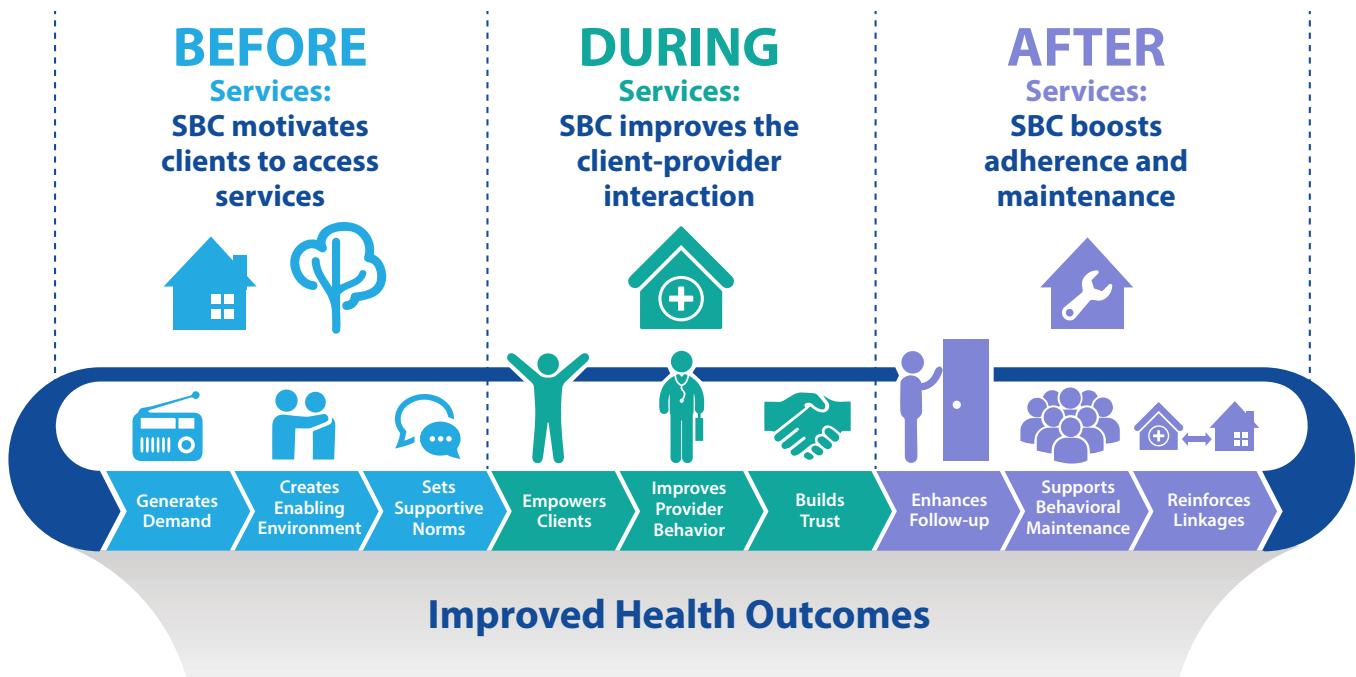 BEFORE
Services:
SBC motivates
clients to access
services
DURING
Services:
SBC improves the
client-provider
interaction
AFTER
Services:
SBC boosts
adherence and
maintenance
Generates
Demand
Creates
Enabling
Environment
Sets
Supportive
Norms
Empowers
Clients
Improves
Provider
Behavior
Builds
Trust
Enhances
Follow-up
Supports
Behavioral
Maintenance
Reinforces
Linkages
Improved Health Outcomes